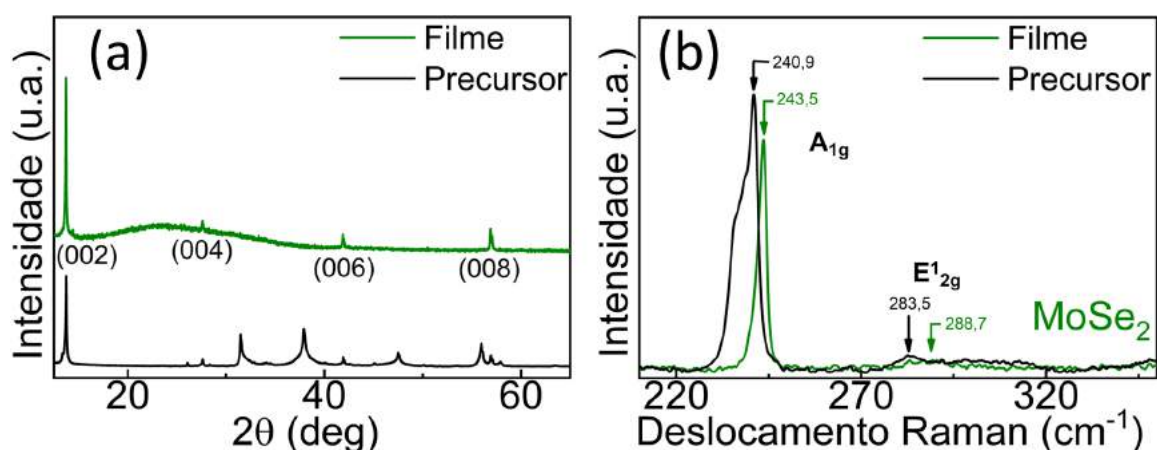 (a)
Filme
Precursor
Intensidade (u.a.)
(002)
(004)
(006)
(008)
20
40
60
2θ (deg)
(b)
Filme
Precursor
Intensidade (u.a.)
240,9
243,5
A₁g
E¹₂g
283,5
288,7
MoSe₂
220
270
320
Deslocamento Raman (cm⁻¹)